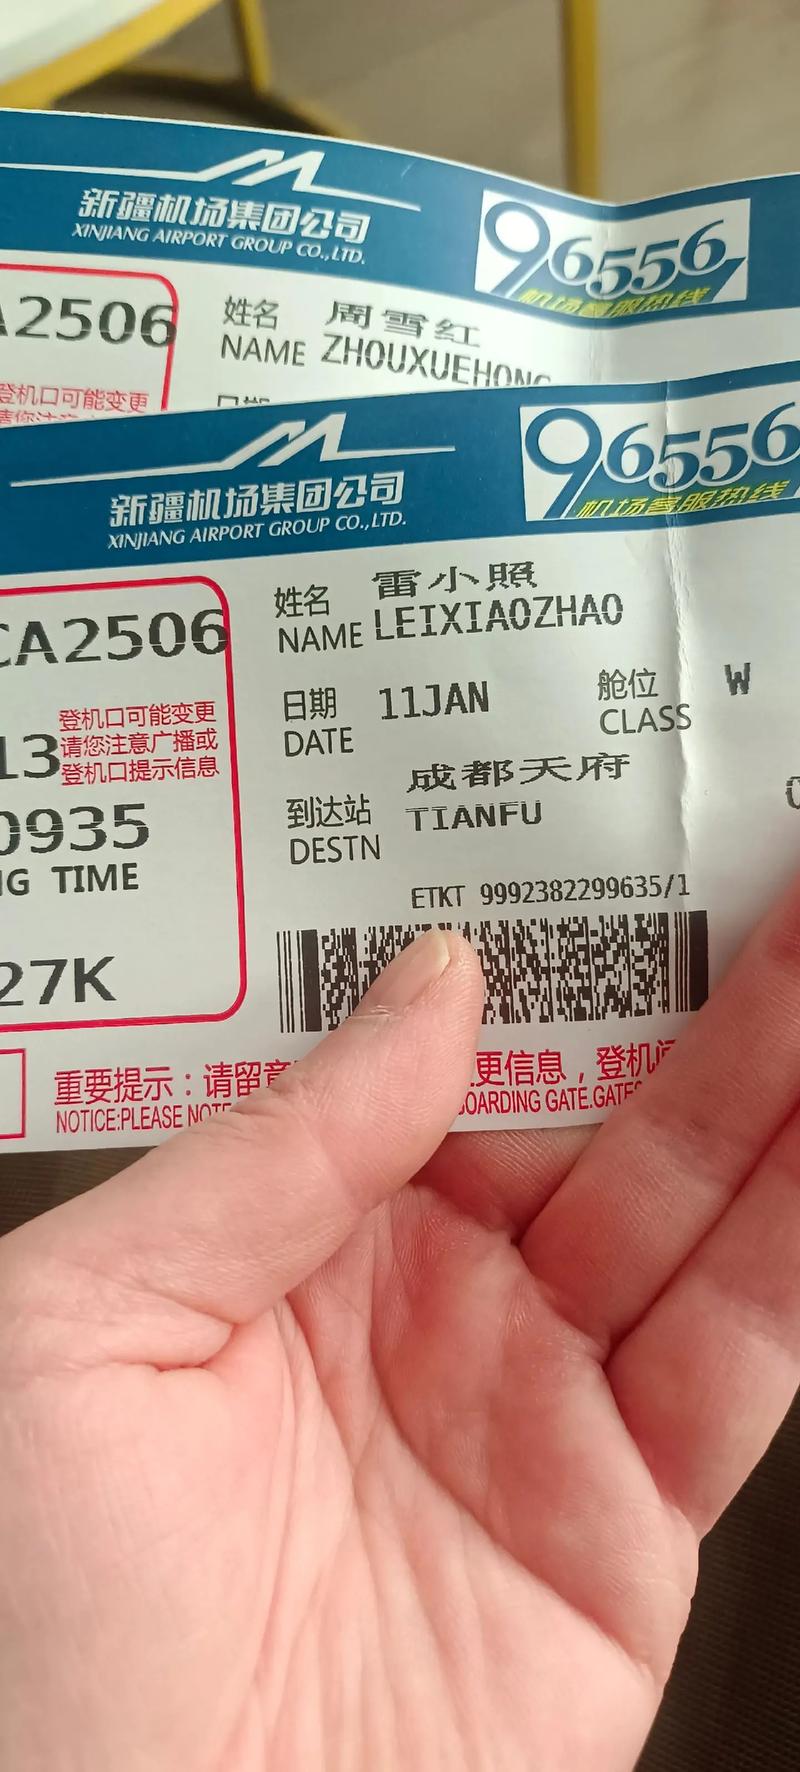 新疆机场集团公司
XINJIANG AIRPORT GROUP CO.,LTD.
96556
机场客服热线
A2506
姓名 周雪红
NAME ZHOUXUEHONG
登机口可能变更
新疆机场集团公司
XINJIANG AIRPORT GROUP CO.,LTD.
96556
机场客服热线
CA2506
姓名 雷小照
NAME LEIXIAOZHAO
日期 11JAN
DATE
舱位 W
CLASS
13
登机口可能变更
请您注意广播或
登机口提示信息
到达站 成都天府
DESTN TIANFU
0935
G TIME
ETKT 9992382299635/1
27K
重要提示：请留意 更信息，登机
NOTICE:PLEASE NOTE BOARDING GATE.GATES